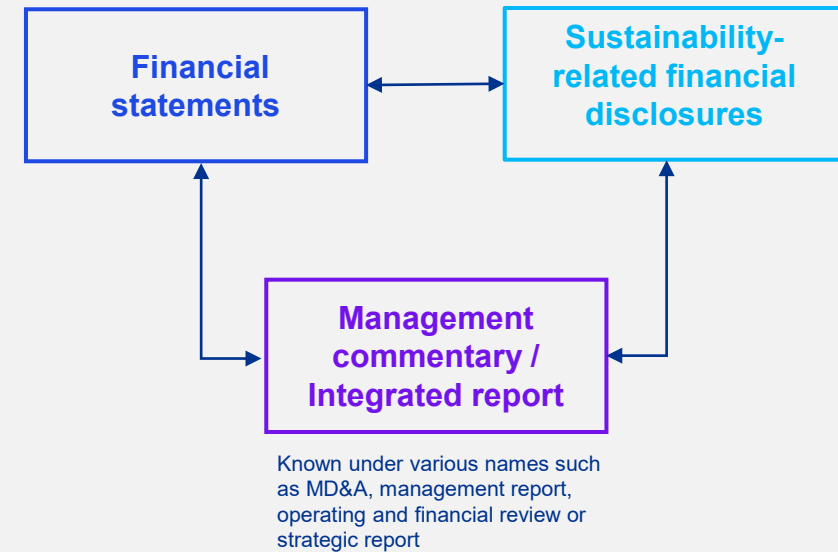 Financial
statements
Sustainability-
related financial
disclosures
Management
commentary /
Integrated report
Known under various names such
as MD&A, management report,
operating and financial review or
strategic report